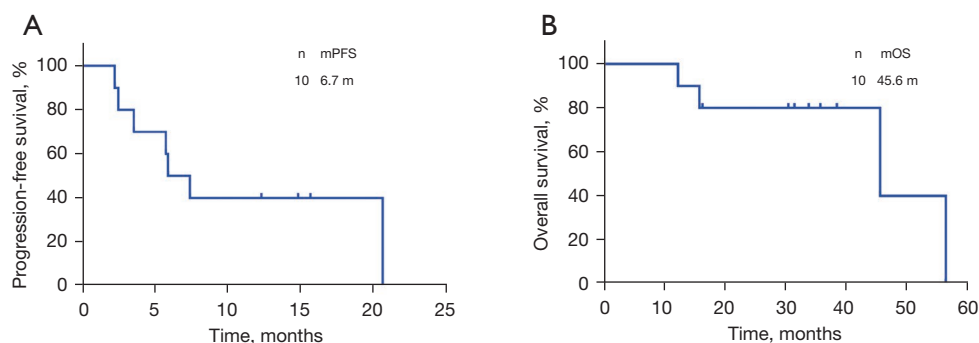 A
n mPFS
10 6.7 m
Progression-free suvival, %
100
80
60
40
20
0
0 5 10 15 20 25
Time, months
B
n mOS
10 45.6 m
Overall survival, %
100
80
60
40
20
0
0 10 20 30 40 50 60
Time, months